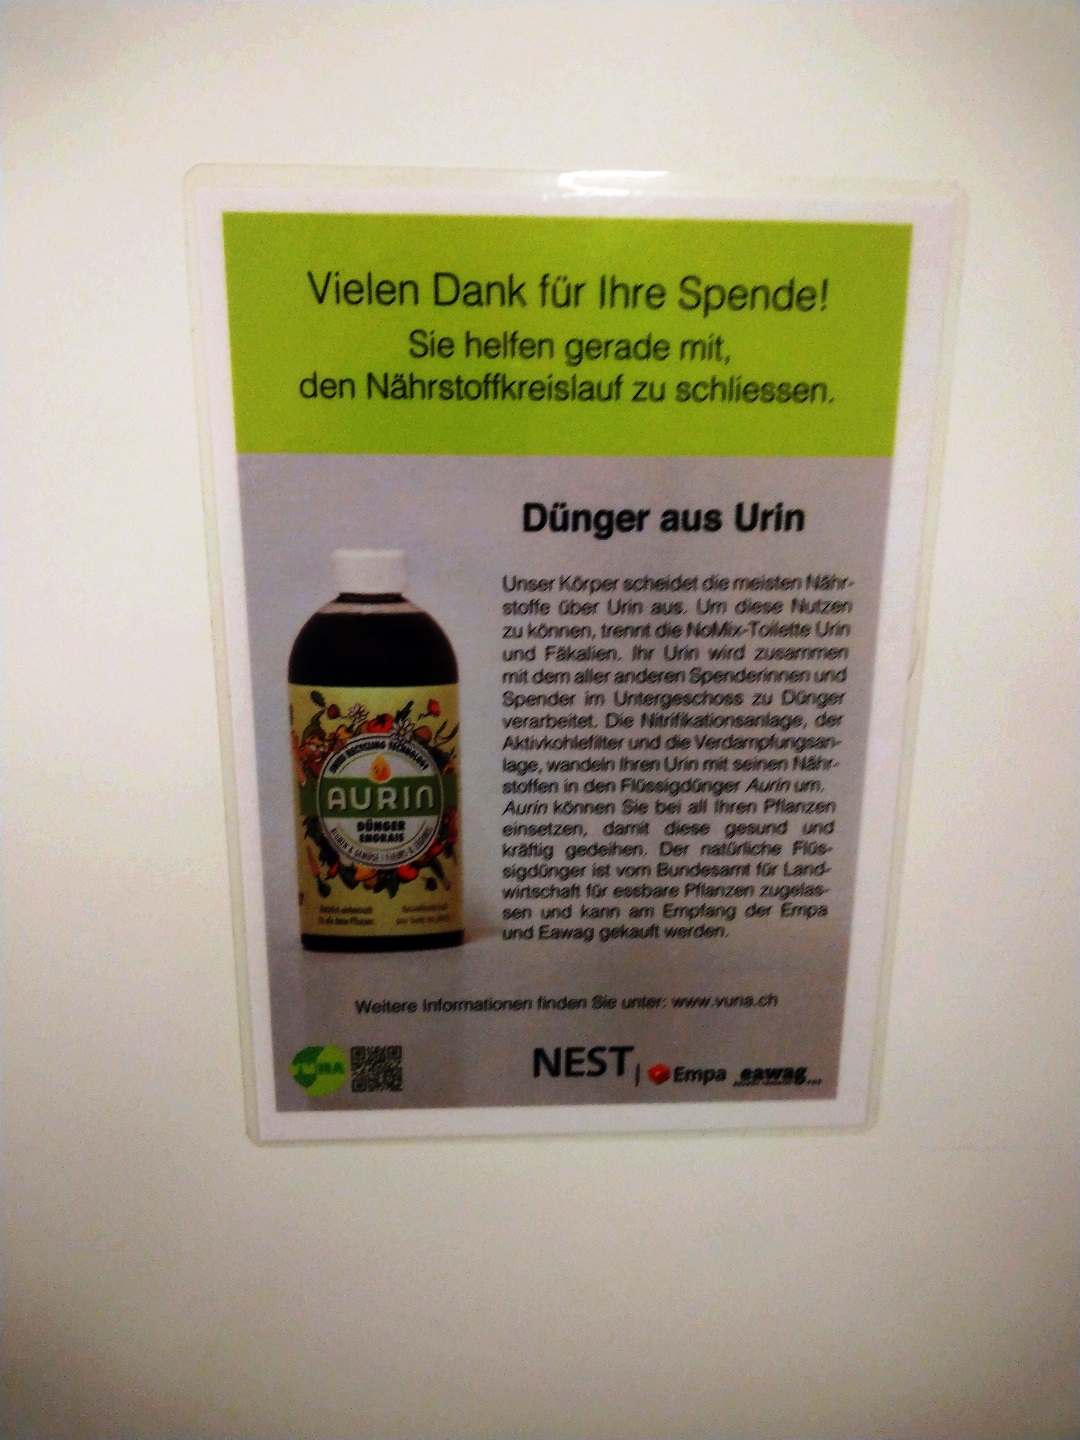 Vielen Dank für Ihre Spende!
Sie helfen gerade mit,
den Nährstoffkreislauf zu schliessen.
Dünger aus Urin
Unser Körper scheidet die meisten Nähr-
stoffe über Urin aus. Um diese Nutzen
zu können, trennt die NoMix-Toilette Urin
und Fäkalien. Ihr Urin wird zusammen
mit dem aller anderen Spenderinnen und
Spender im Untergeschoss zu Dünger
verarbeitet. Die Nitrifikationsanlage, der
Aktivkohlefilter und die Verdampfungsan-
lage, wandeln Ihren Urin mit seinen Nähr-
stoffen in den Flüssigdünger Aurin um.
Aurin können Sie bei all Ihren Pflanzen
einsetzen, damit diese gesund und
kräftig gedeihen. Der natürliche Flüs-
sigdünger ist vom Bundesamt für Land-
wirtschaft für essbare Pflanzen zugelas-
sen und kann am Empfang der Empa
und Eawag gekauft werden.
RECYCLING TECHNOLOGY
AURIN
DÜNGER
ENGRAIS
Weitere Informationen finden Sie unter: www.vuna.ch
VUNA
NEST | Empa eawag